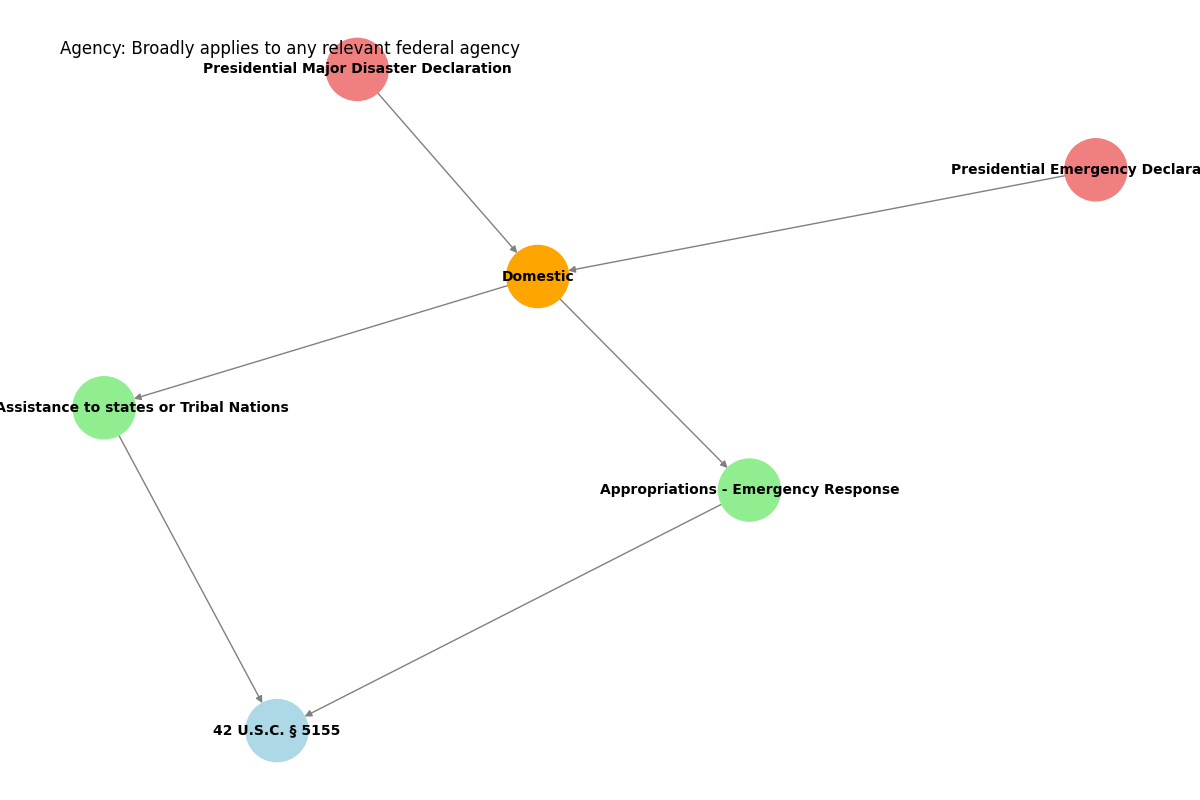 Agency: Broadly applies to any relevant federal agency
Presidential Major Disaster Declaration
Presidential Emergency Declara
Domestic
Assistance to states or Tribal Nations
Appropriations - Emergency Response
42 U.S.C. § 5155